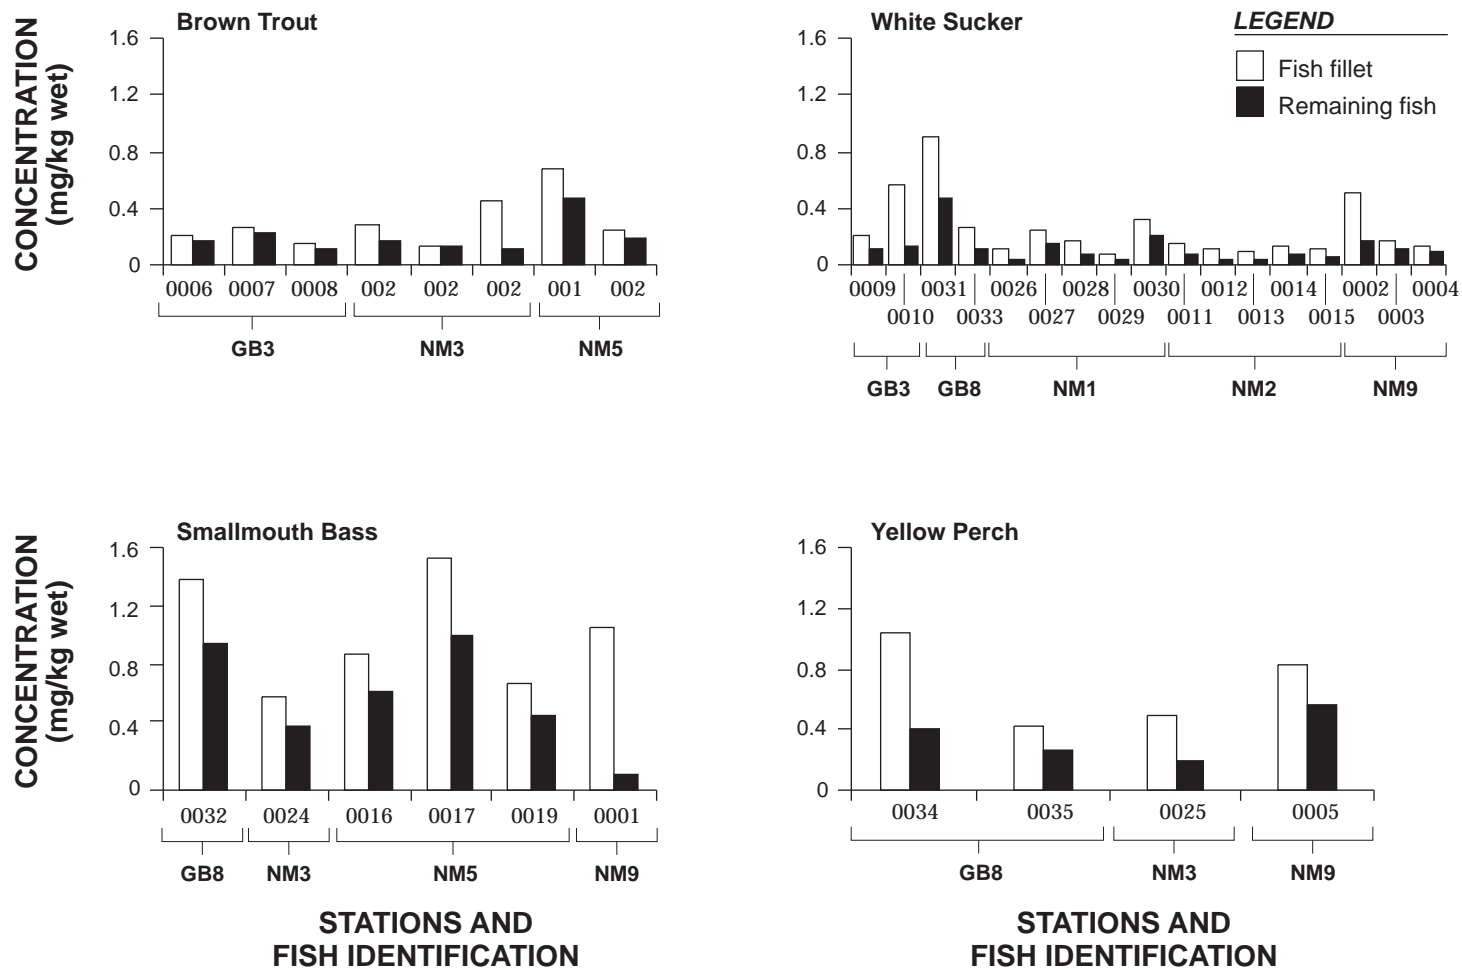 Brown Trout
CONCENTRATION
(mg/kg wet)
1.6
1.2
0.8
0.4
0
0006 0007 0008 002 002 002 001 002
GB3 NM3 NM5
White Sucker
1.6
1.2
0.8
0.4
0
0009 0031 0026 0028 0030 0012 0014 0002 0004
0010 0033 0027 0029 0011 0013 0015 0003
GB3 GB8 NM1 NM2 NM9
LEGEND
Fish fillet
Remaining fish
Smallmouth Bass
CONCENTRATION
(mg/kg wet)
1.6
1.2
0.8
0.4
0
0032 0024 0016 0017 0019 0001
GB8 NM3 NM5 NM9
STATIONS AND
FISH IDENTIFICATION
Yellow Perch
1.6
1.2
0.8
0.4
0
0034 0035 0025 0005
GB8 NM3 NM9
STATIONS AND
FISH IDENTIFICATION